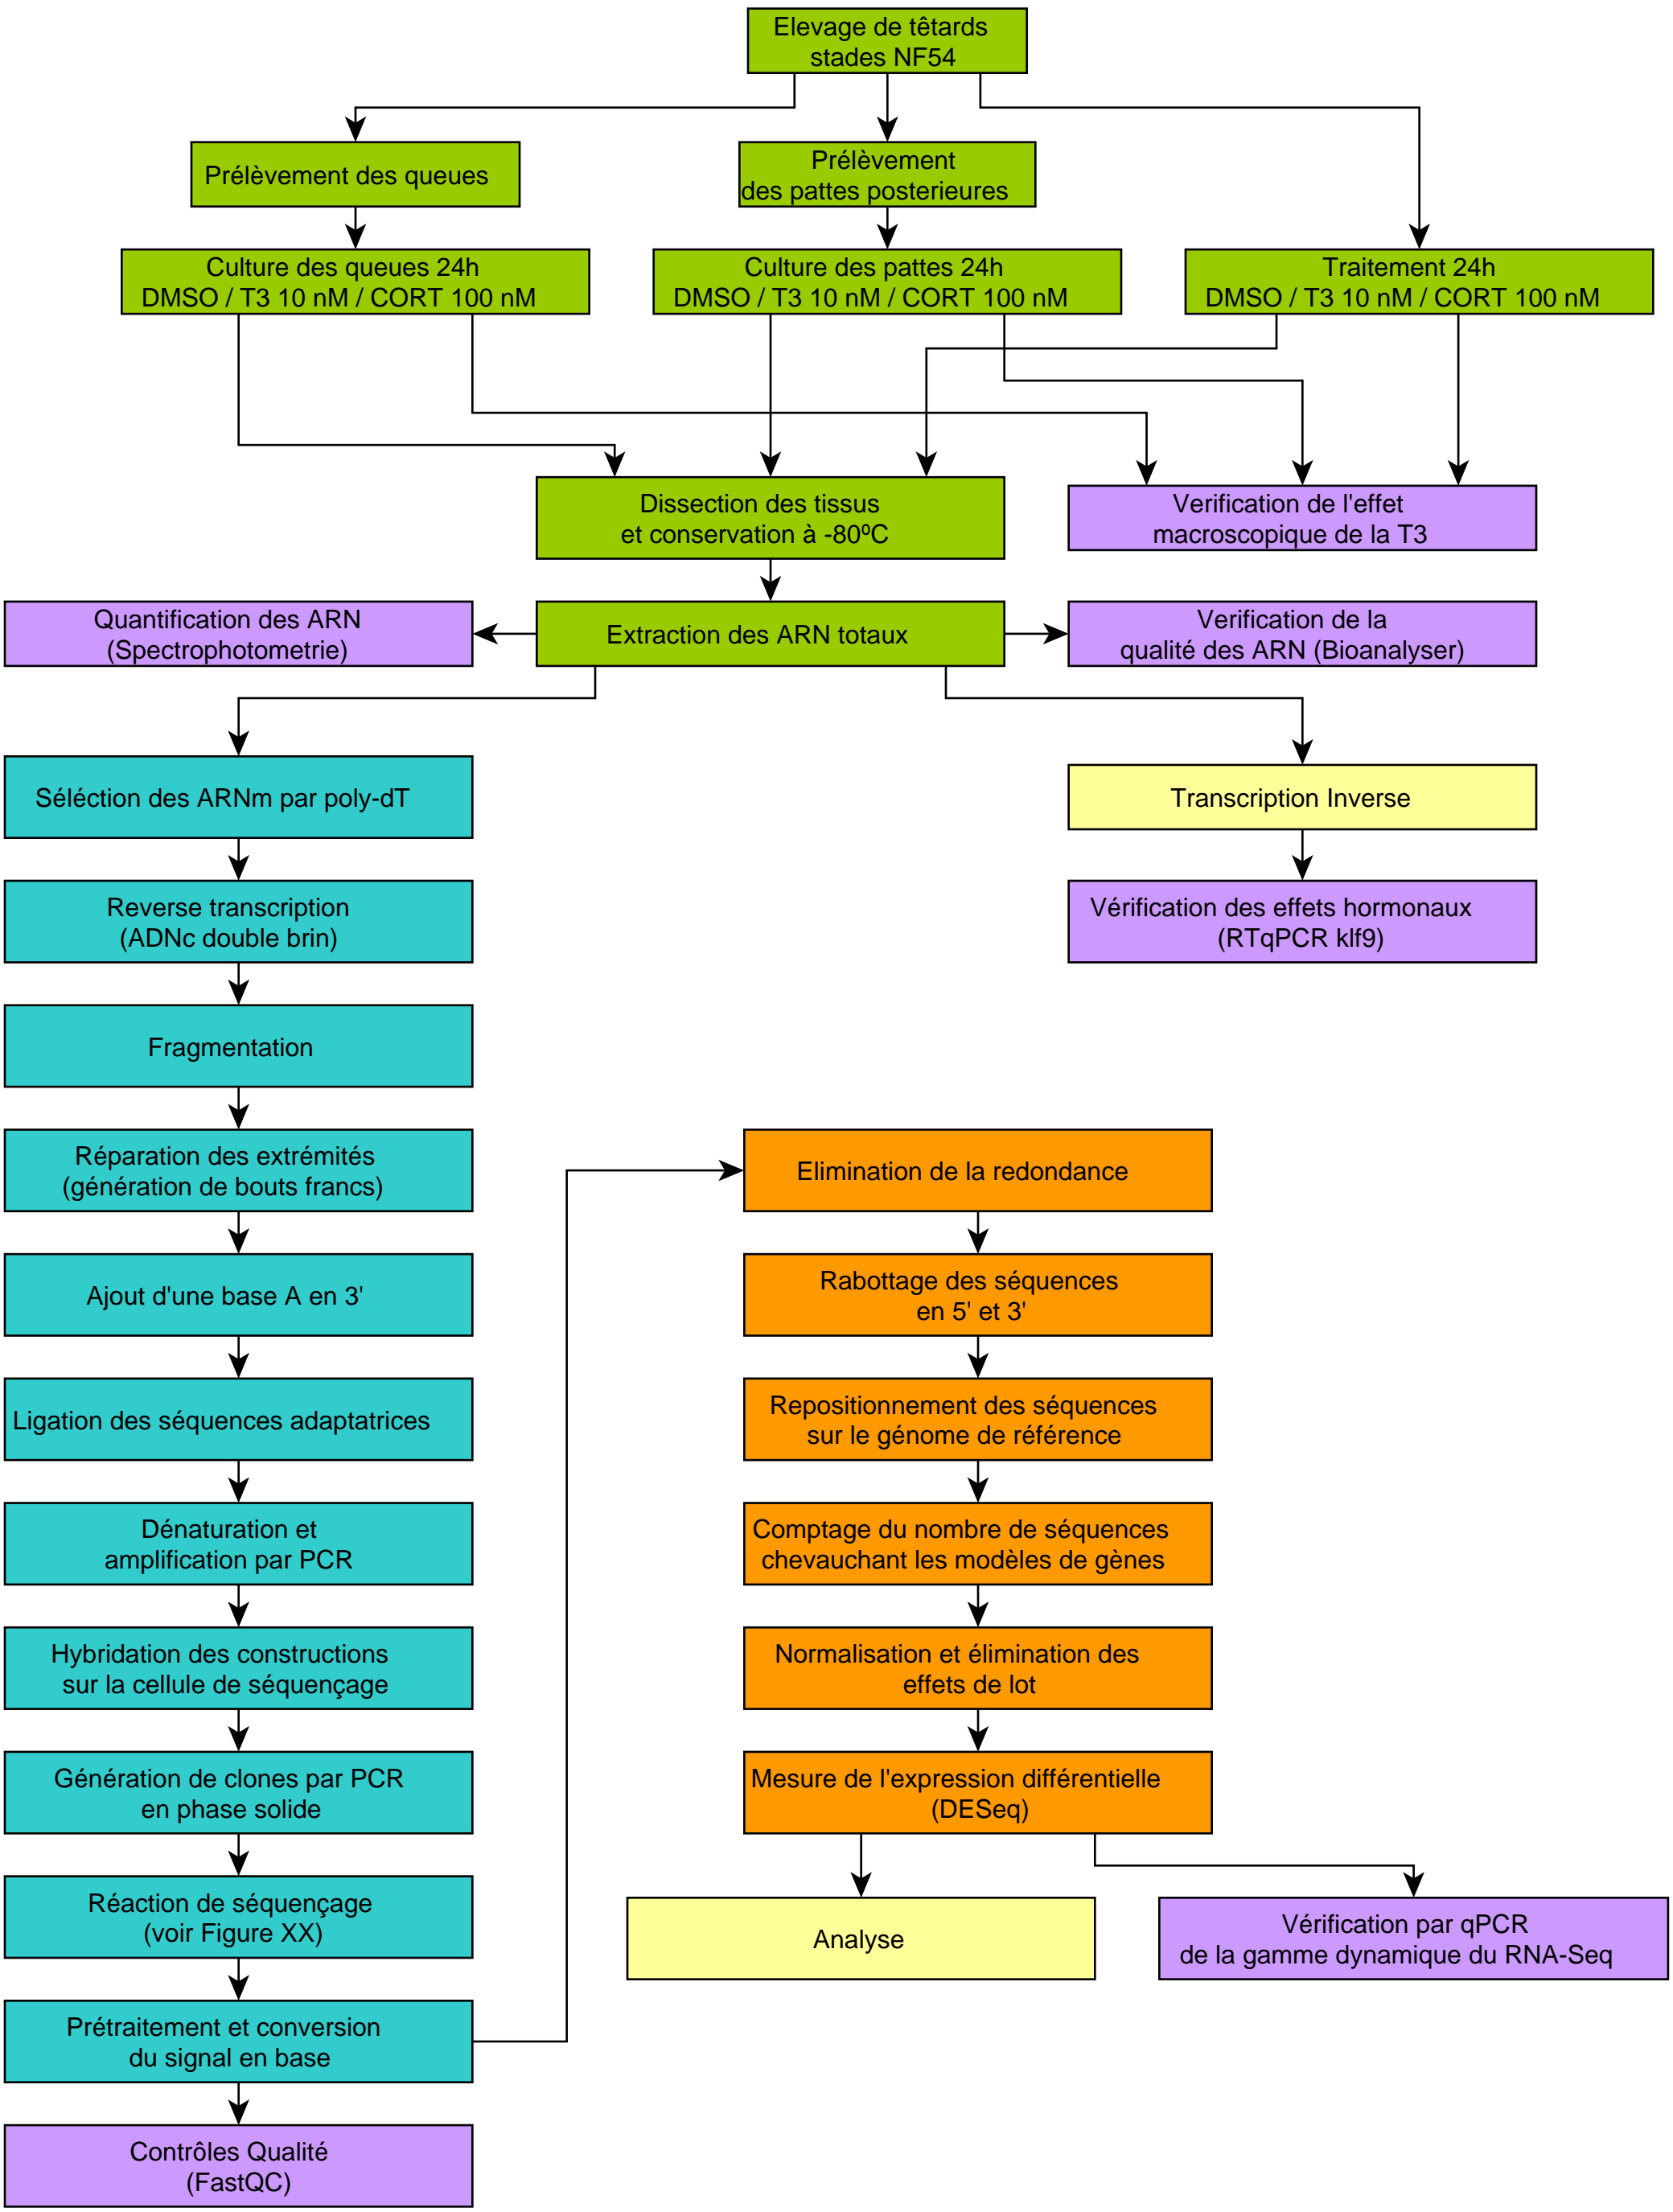 Elevage de têtards
stades NF54
Prélèvement des queues
Prélèvement
des pattes posterieures
Culture des queues 24h
DMSO / T3 10 nM / CORT 100 nM
Culture des pattes 24h
DMSO / T3 10 nM / CORT 100 nM
Traitement 24h
DMSO / T3 10 nM / CORT 100 nM
Dissection des tissus
et conservation à -80ºC
Verification de l'effet
macroscopique de la T3
Quantification des ARN
(Spectrophotometrie)
Extraction des ARN totaux
Verification de la
qualité des ARN (Bioanalyser)
Séléction des ARNm par poly-dT
Transcription Inverse
Reverse transcription
(ADNc double brin)
Vérification des effets hormonaux
(RTqPCR klf9)
Fragmentation
Réparation des extrémités
(génération de bouts francs)
Ajout d'une base A en 3'
Ligation des séquences adaptatrices
Dénaturation et
amplification par PCR
Hybridation des constructions
sur la cellule de séquençage
Génération de clones par PCR
en phase solide
Réaction de séquençage
(voir Figure XX)
Prétraitement et conversion
du signal en base
Contrôles Qualité
(FastQC)
Elimination de la redondance
Rabottage des séquences
en 5' et 3'
Repositionnement des séquences
sur le génome de référence
Comptage du nombre de séquences
chevauchant les modèles de gènes
Normalisation et élimination des
effets de lot
Mesure de l'expression différentielle
(DESeq)
Analyse
Vérification par qPCR
de la gamme dynamique du RNA-Seq